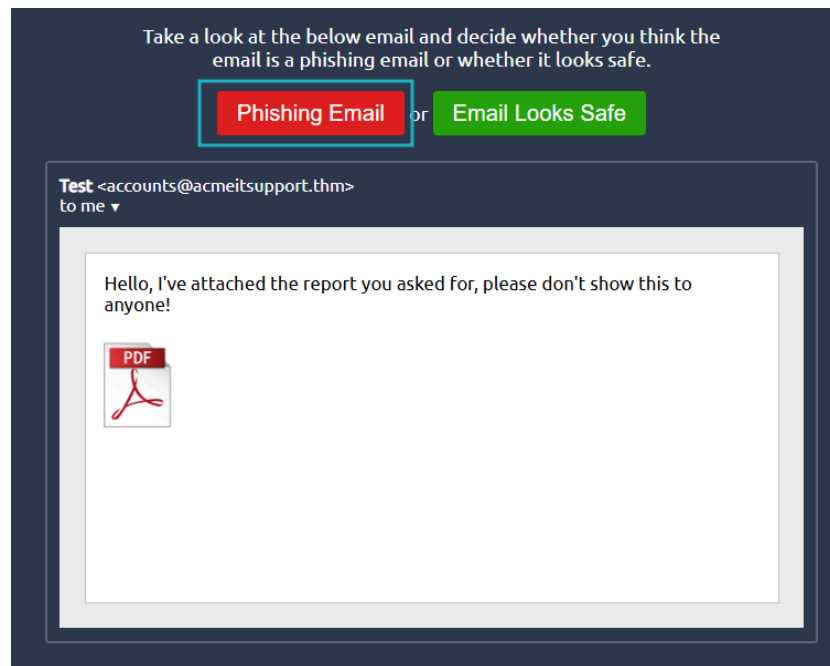 Take a look at the below email and decide whether you think the
email is a phishing email or whether it looks safe.
Phishing Email or Email Looks Safe
Test <accounts@acmeitsupport.thm>
to me ▾
Hello, I've attached the report you asked for, please don't show this to
anyone!
PDF